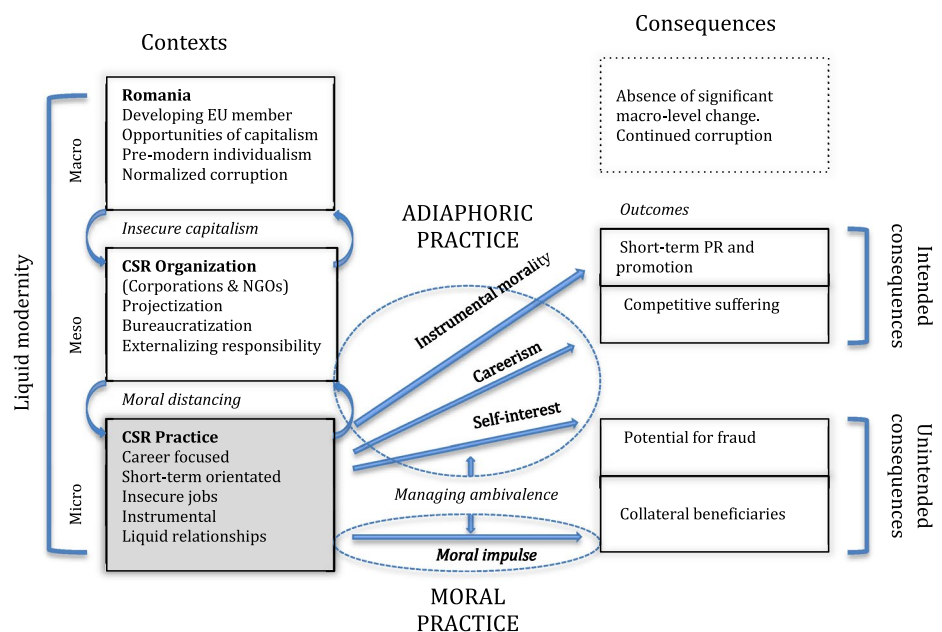 Contexts
Consequences
Liquid modernity
Macro
Romania
Developing EU member
Opportunities of capitalism
Pre-modern individualism
Normalized corruption
Insecure capitalism
Meso
CSR Organization
(Corporations & NGOs)
Projectization
Bureaucratization
Externalizing responsibility
Moral distancing
Micro
CSR Practice
Career focused
Short-term orientated
Insecure jobs
Instrumental
Liquid relationships
ADIAPHORIC
PRACTICE
Instrumental morality
Careerism
Self-interest
Managing ambivalence
Moral impulse
MORAL
PRACTICE
Absence of significant
macro-level change.
Continued corruption
Outcomes
Short-term PR and
promotion
Competitive suffering
Intended
consequences
Potential for fraud
Collateral beneficiaries
Unintended
consequences